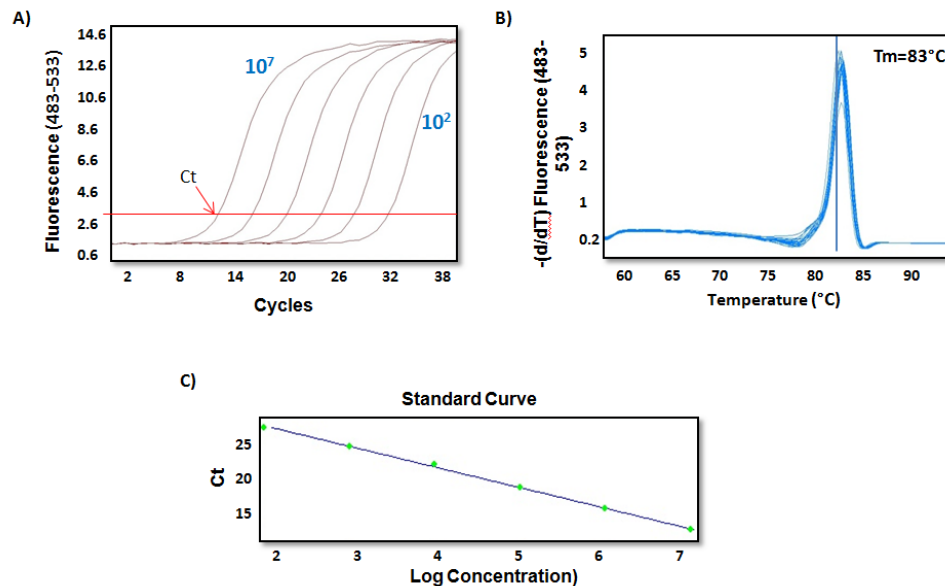 A)
14.6
12.6
10.6
8.6
6.6
4.6
2.6
0.6
Fluorescence (483-533)
10⁷
10²
Ct
2 8 14 20 26 32 38
Cycles
B)
5
4
3
2
1
0.2
-(d/dT) Fluorescence (483-
533)
Tm=83°C
60 65 70 75 80 85 90
Temperature (°C)
C)
Standard Curve
25
20
15
Ct
2 3 4 5 6 7
Log Concentration)